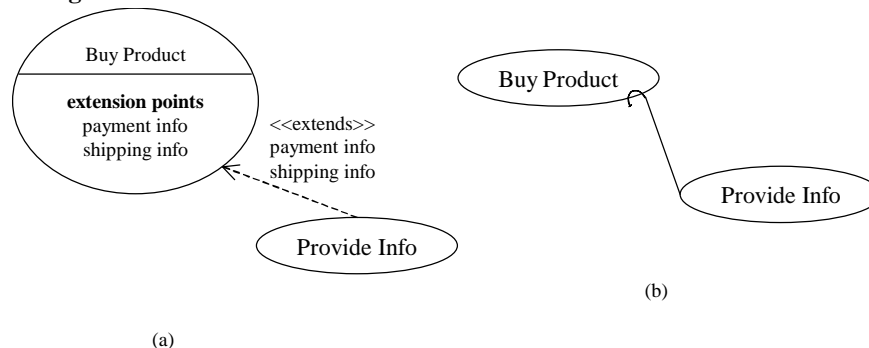 Buy Product
extension points
payment info
shipping info
<<extends>>
payment info
shipping info
Provide Info
(a)
Buy Product
Provide Info
(b)